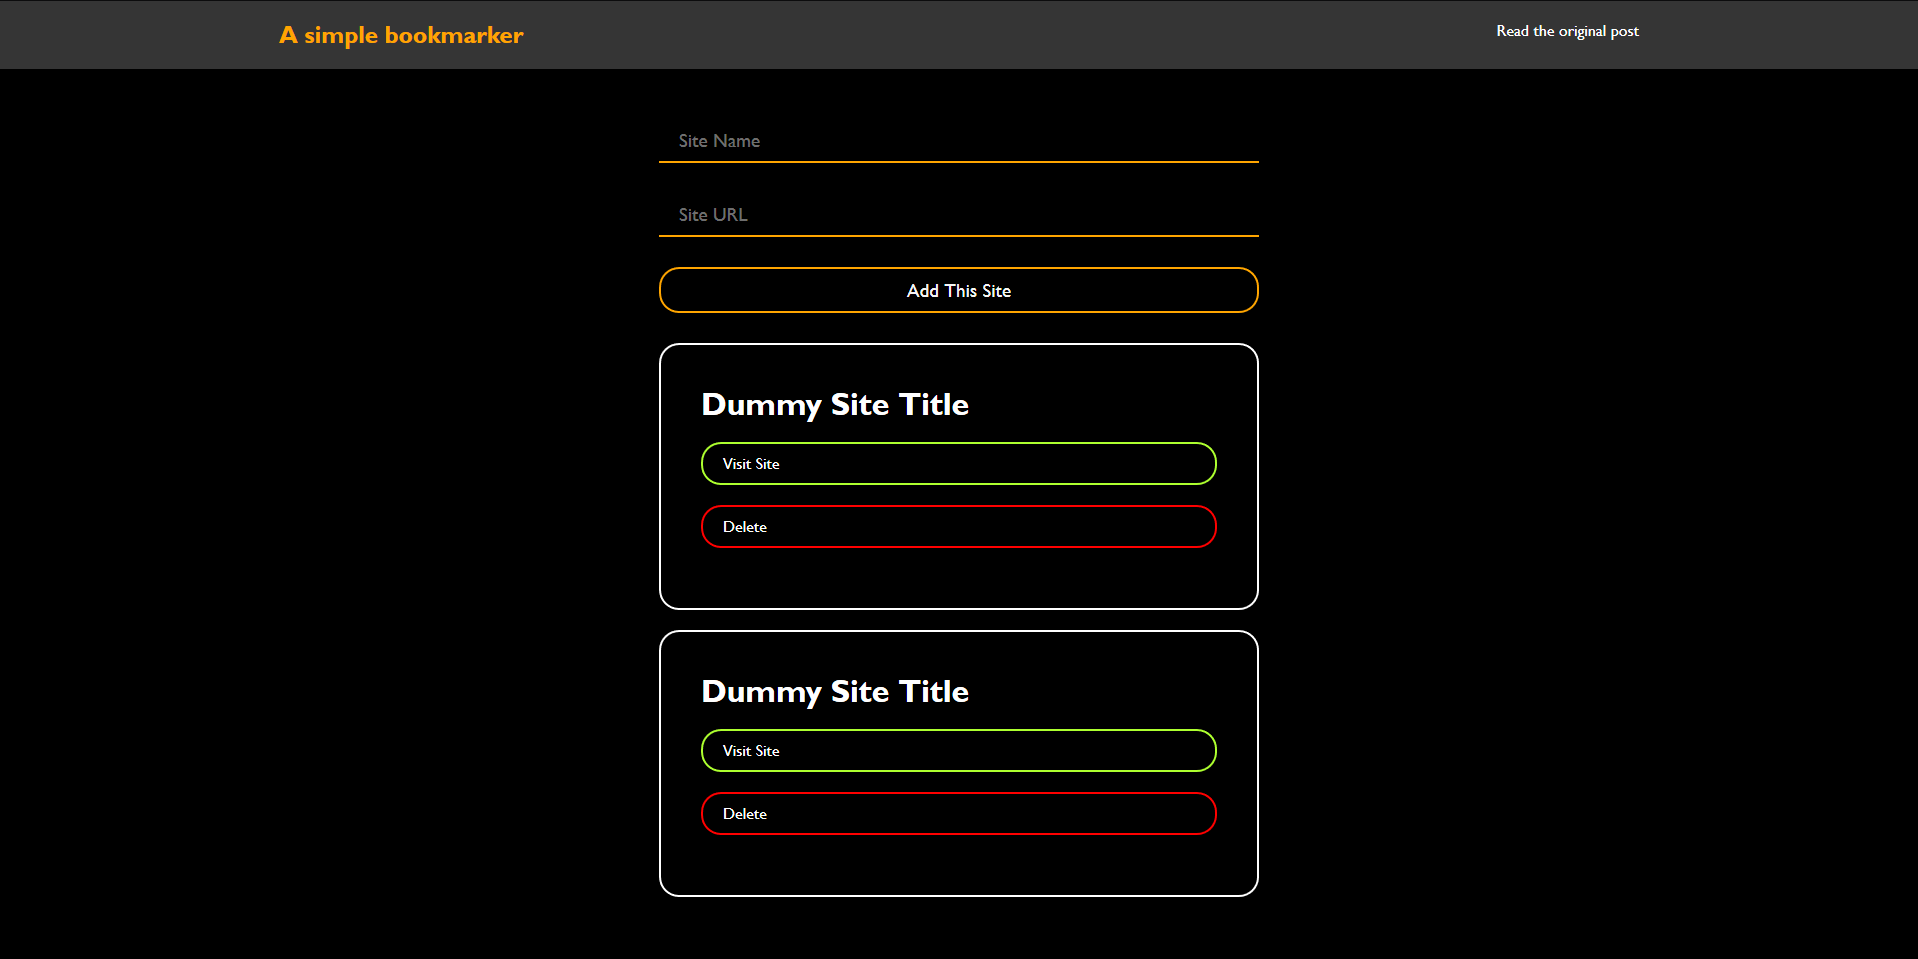 A simple bookmarker
Read the original post
Site Name
Site URL
Add This Site
Dummy Site Title
Visit Site
Delete
Dummy Site Title
Visit Site
Delete